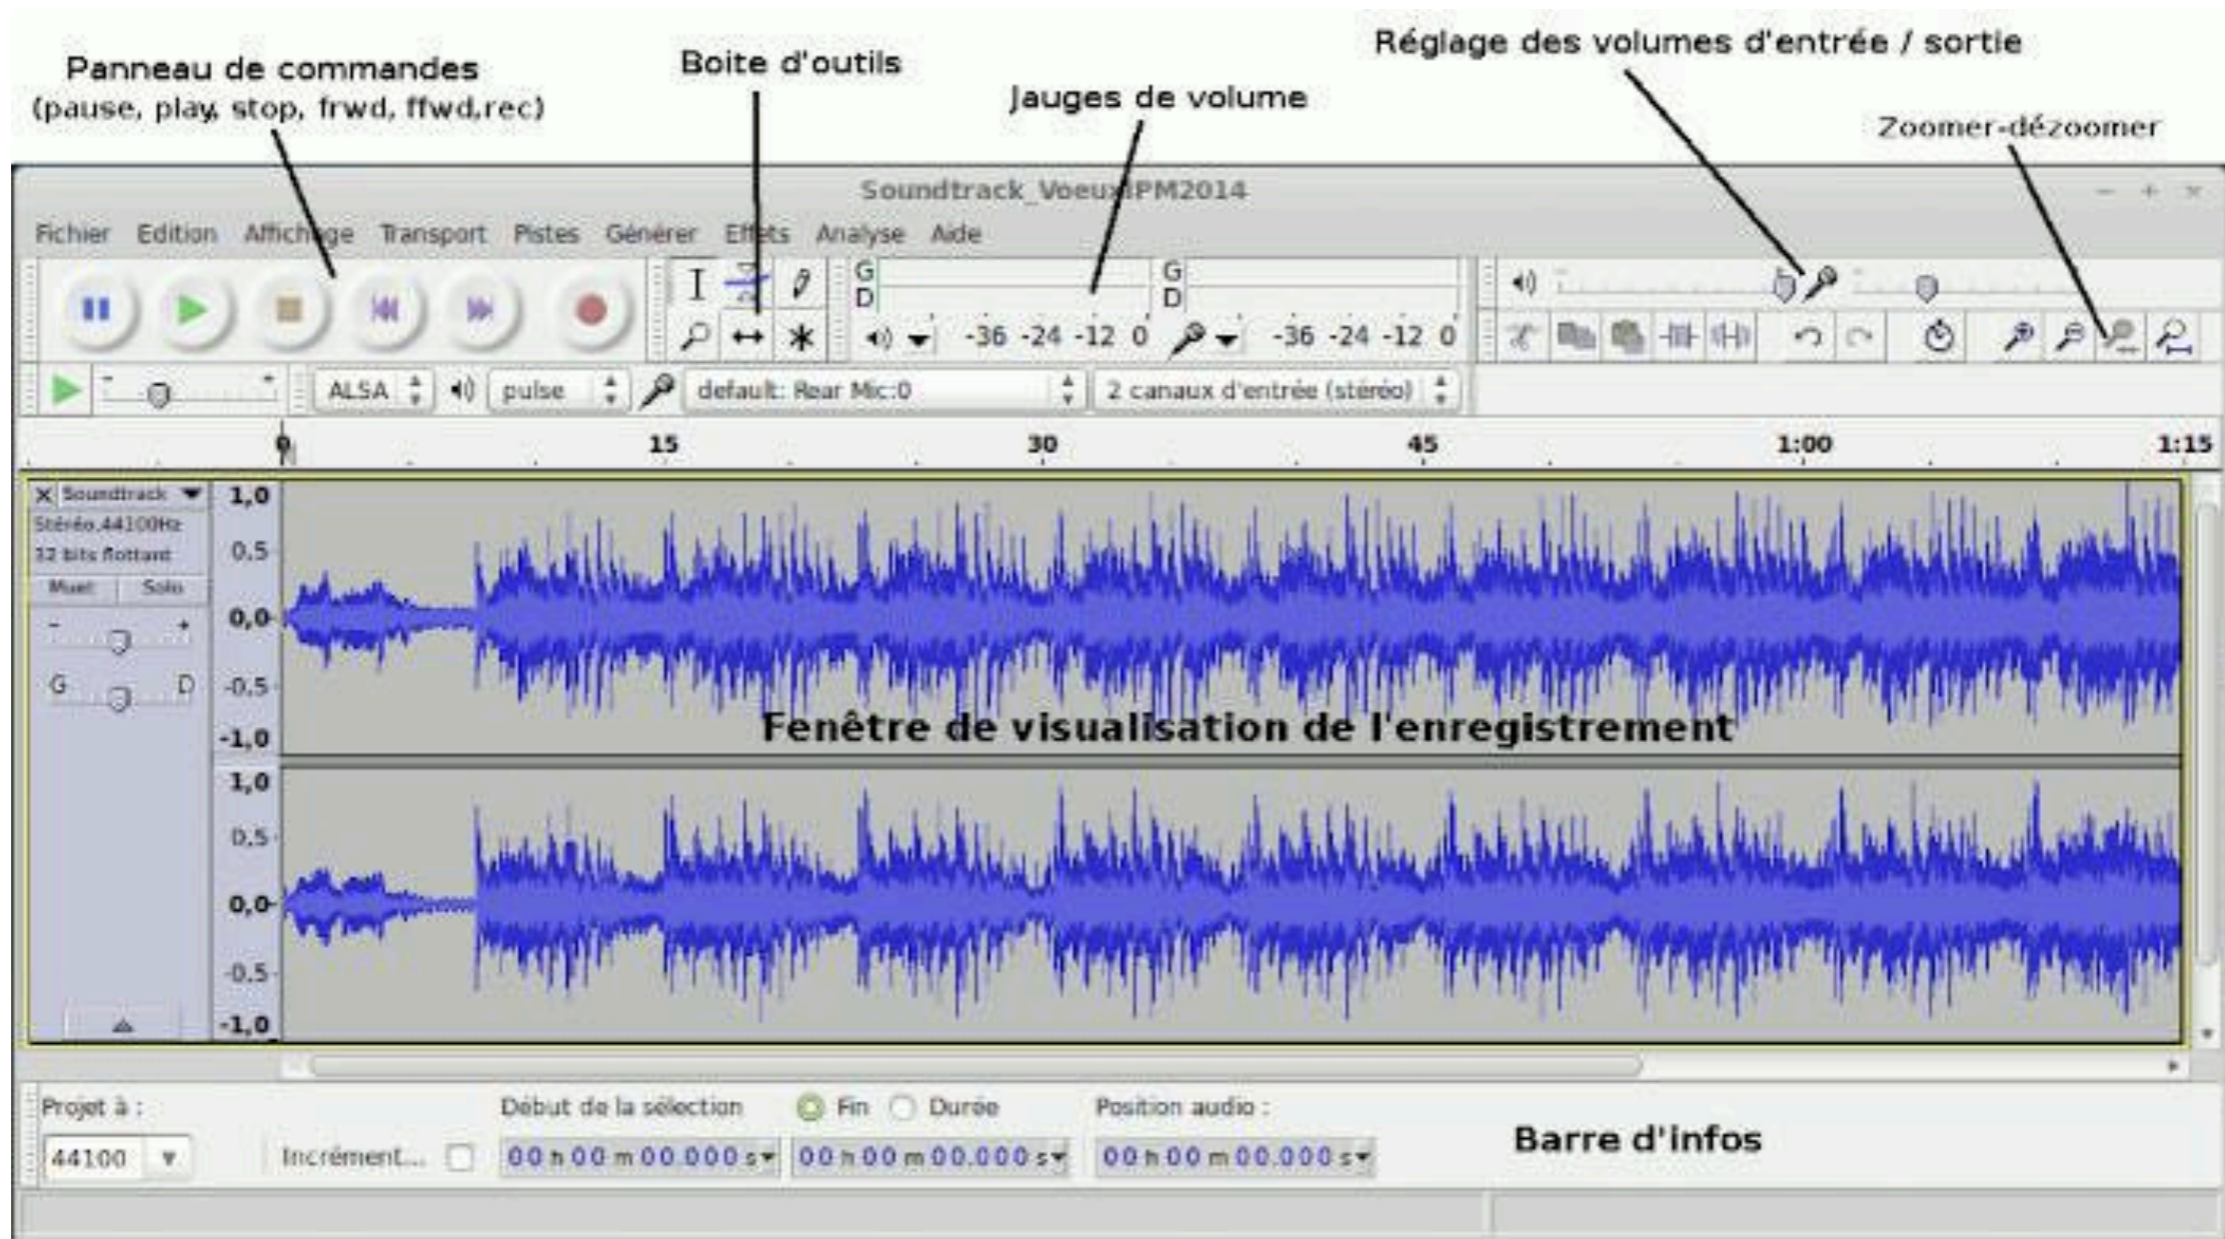 Réglage des volumes d'entrée / sortie
Panneau de commandes
(pause, play, stop, frwd, ffwd,rec)
Boite d'outils
Jauges de volume
Zoomer-dézoomer
Soundtrack_VoeuxIPM2014
Fichier Edition Affichage Transport Pistes Générer Effets Analyse Aide
G G
D D
-36 -24 -12 0 -36 -24 -12 0
- + ALSA pulse default: Rear Mic:0 2 canaux d'entrée (stéréo)
0 15 30 45 1:00 1:15
X Soundtrack
Stéréo,44100Hz
32 bits flottant
Muet Solo
- +
G D
1,0
0,5
0,0
-0,5
-1,0
Fenêtre de visualisation de l'enregistrement
1,0
0,5
0,0
-0,5
-1,0
Projet à : Début de la sélection Fin Durée Position audio :
44100 Incrément... 00 h 00 m 00.000 s 00 h 00 m 00.000 s 00 h 00 m 00.000 s
Barre d'infos